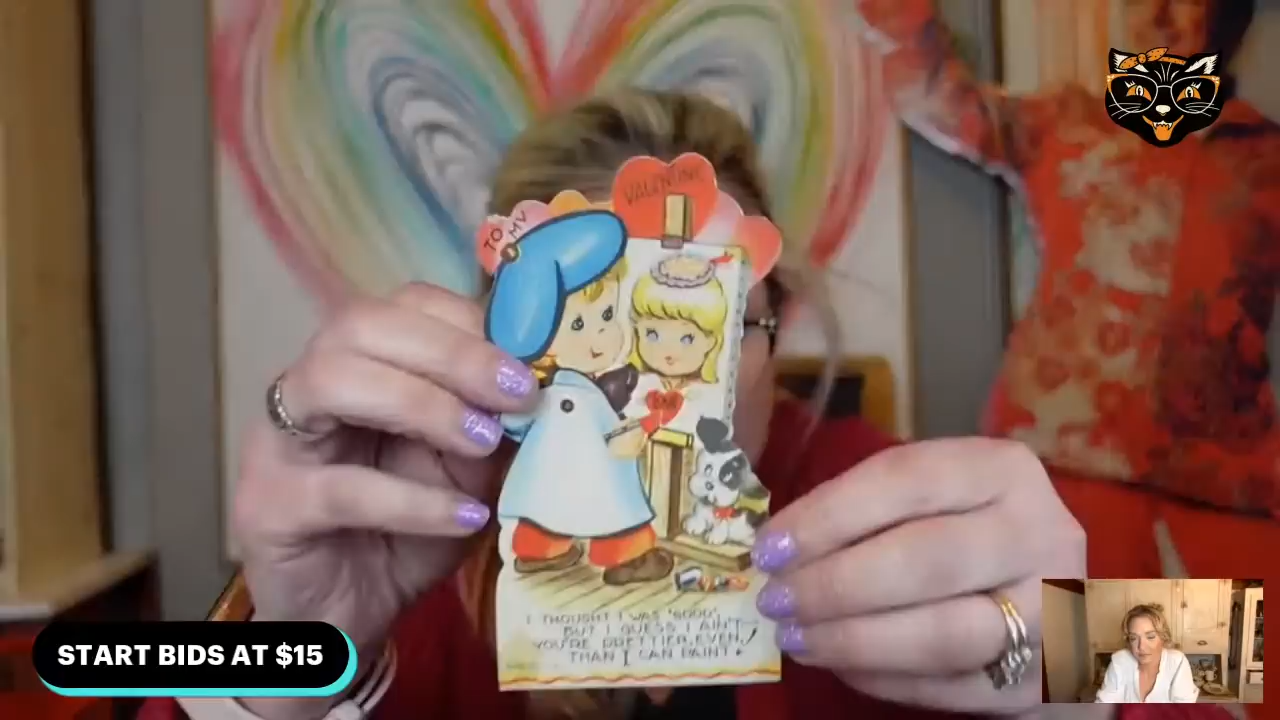 TO
MY
VALENTINE
I THOUGHT I WAS "GOOD",
BUT I GUESS I AIN'T—
YOU'RE PRETTIER, EVEN,
THAN I CAN PAINT!
START BIDS AT $15